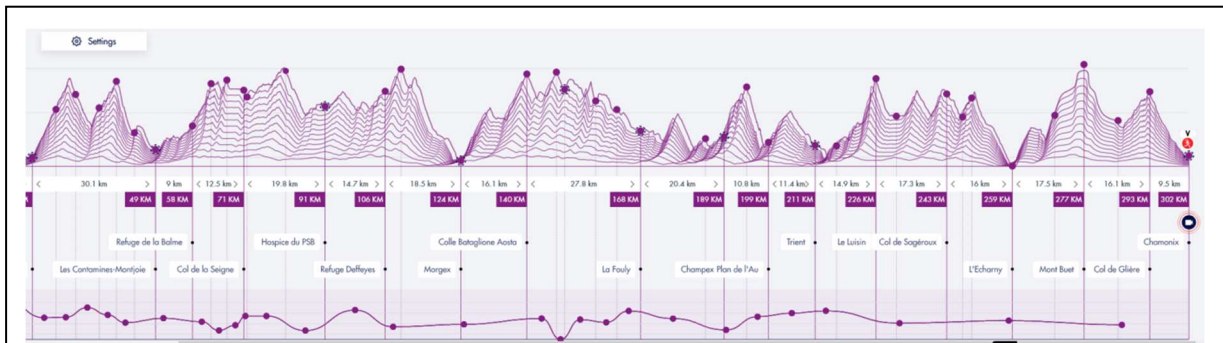 Settings
30.1 km 9 km 12.5 km 19.8 km 14.7 km 18.5 km 16.1 km 27.8 km 20.4 km 10.8 km 11.4 km 14.9 km 17.3 km 16 km 17.5 km 16.1 km 9.5 km
49 KM 58 KM 71 KM 91 KM 106 KM 124 KM 140 KM 168 KM 189 KM 199 KM 211 KM 226 KM 243 KM 259 KM 277 KM 293 KM 302 KM
Refuge de la Balme Hospice du PSB Colle Bataglione Aosta Trient Le Luisin Col de Sagéroux Chamonix
Les Contamines-Montjoie Col de la Seigne Refuge Deffeyes Morgex La Fouly Champex Plan de l'Au L'Echarny Mont Buet Col de Glière